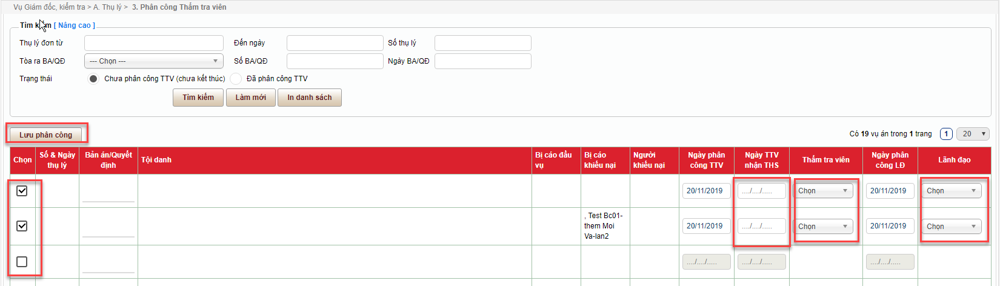 Vụ Giám đốc, kiểm tra > A. Thụ lý > 3. Phân công Thẩm tra viên
Tìm kiếm [ Nâng cao ]
Thụ lý đơn từ Đến ngày Số thụ lý
Tòa ra BA/QĐ --- Chọn --- Số BA/QĐ Ngày BA/QĐ
Trạng thái Chưa phân công TTV (chưa kết thúc) Đã phân công TTV
Tìm kiếm Làm mới In danh sách
Lưu phân công Có 19 vụ án trong 1 trang 1 20
Chọn
Số & Ngày
thụ lý
Bản án/Quyết
định
Tội danh
Bị cáo đầu
vụ
Bị cáo
khiếu nại
Người
khiếu nại
Ngày phân
công TTV
Ngày TTV
nhận THS
Thẩm tra viên
Ngày phân
công LĐ
Lãnh đạo
20/11/2019 ..../..../..... Chọn 20/11/2019 Chọn
, Test Bc01-
them Moi
Va-lan2
20/11/2019 ..../..../..... Chọn 20/11/2019 Chọn
..../..../..... ..../..../..... ..../..../.....